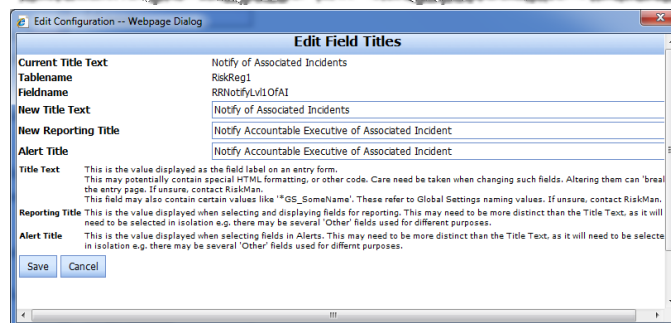 Edit Configuration -- Webpage Dialog
Edit Field Titles
Current Title Text Notify of Associated Incidents
Tablename RiskReg1
Fieldname RRNotifyLvl1OfAI
New Title Text Notify of Associated Incidents
New Reporting Title Notify Accountable Executive of Associated Incident
Alert Title Notify Accountable Executive of Associated Incident
Title Text This is the value displayed as the field label on an entry form.
This may potentially contain special HTML formatting, or other code. Care need be taken when changing such fields. Altering them can 'break
the entry page. If unsure, contact RiskMan.
This field may also contain certain values like '*GS_SomeName'. These refer to Global Settings naming values. If unsure, contact RiskMan.
Reporting Title This is the value displayed when selecting and displaying fields for reporting. This may need to be more distinct than the Title Text, as it will
need to be selected in isolation e.g. there may be several 'Other' fields used for different purposes.
Alert Title This is the value displayed when selecting fields in Alerts. This may need to be more distinct than the Title Text, as it will need to be selecte
in isolation e.g. there may be several 'Other' fields used for differnt purposes.
Save Cancel